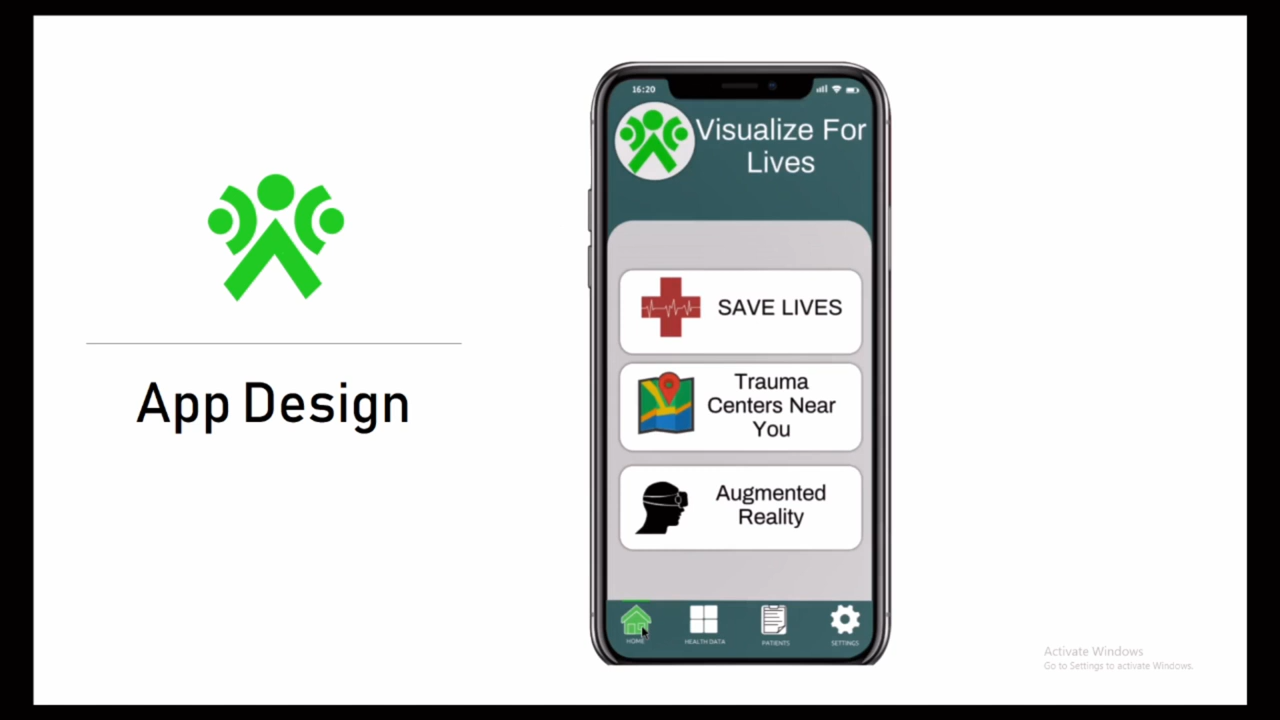 App Design
16:20
Visualize For
Lives
SAVE LIVES
Trauma
Centers Near
You
Augmented
Reality
HOME
HEALTH DATA
PATIENTS
SETTINGS
Activate Windows
Go to Settings to activate Windows.